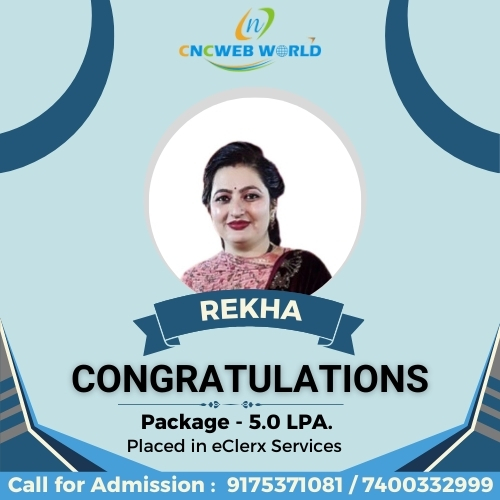 CNCWEB WORLD
REKHA
CONGRATULATIONS
Package - 5.0 LPA.
Placed in eClerx Services
Call for Admission : 9175371081 / 7400332999